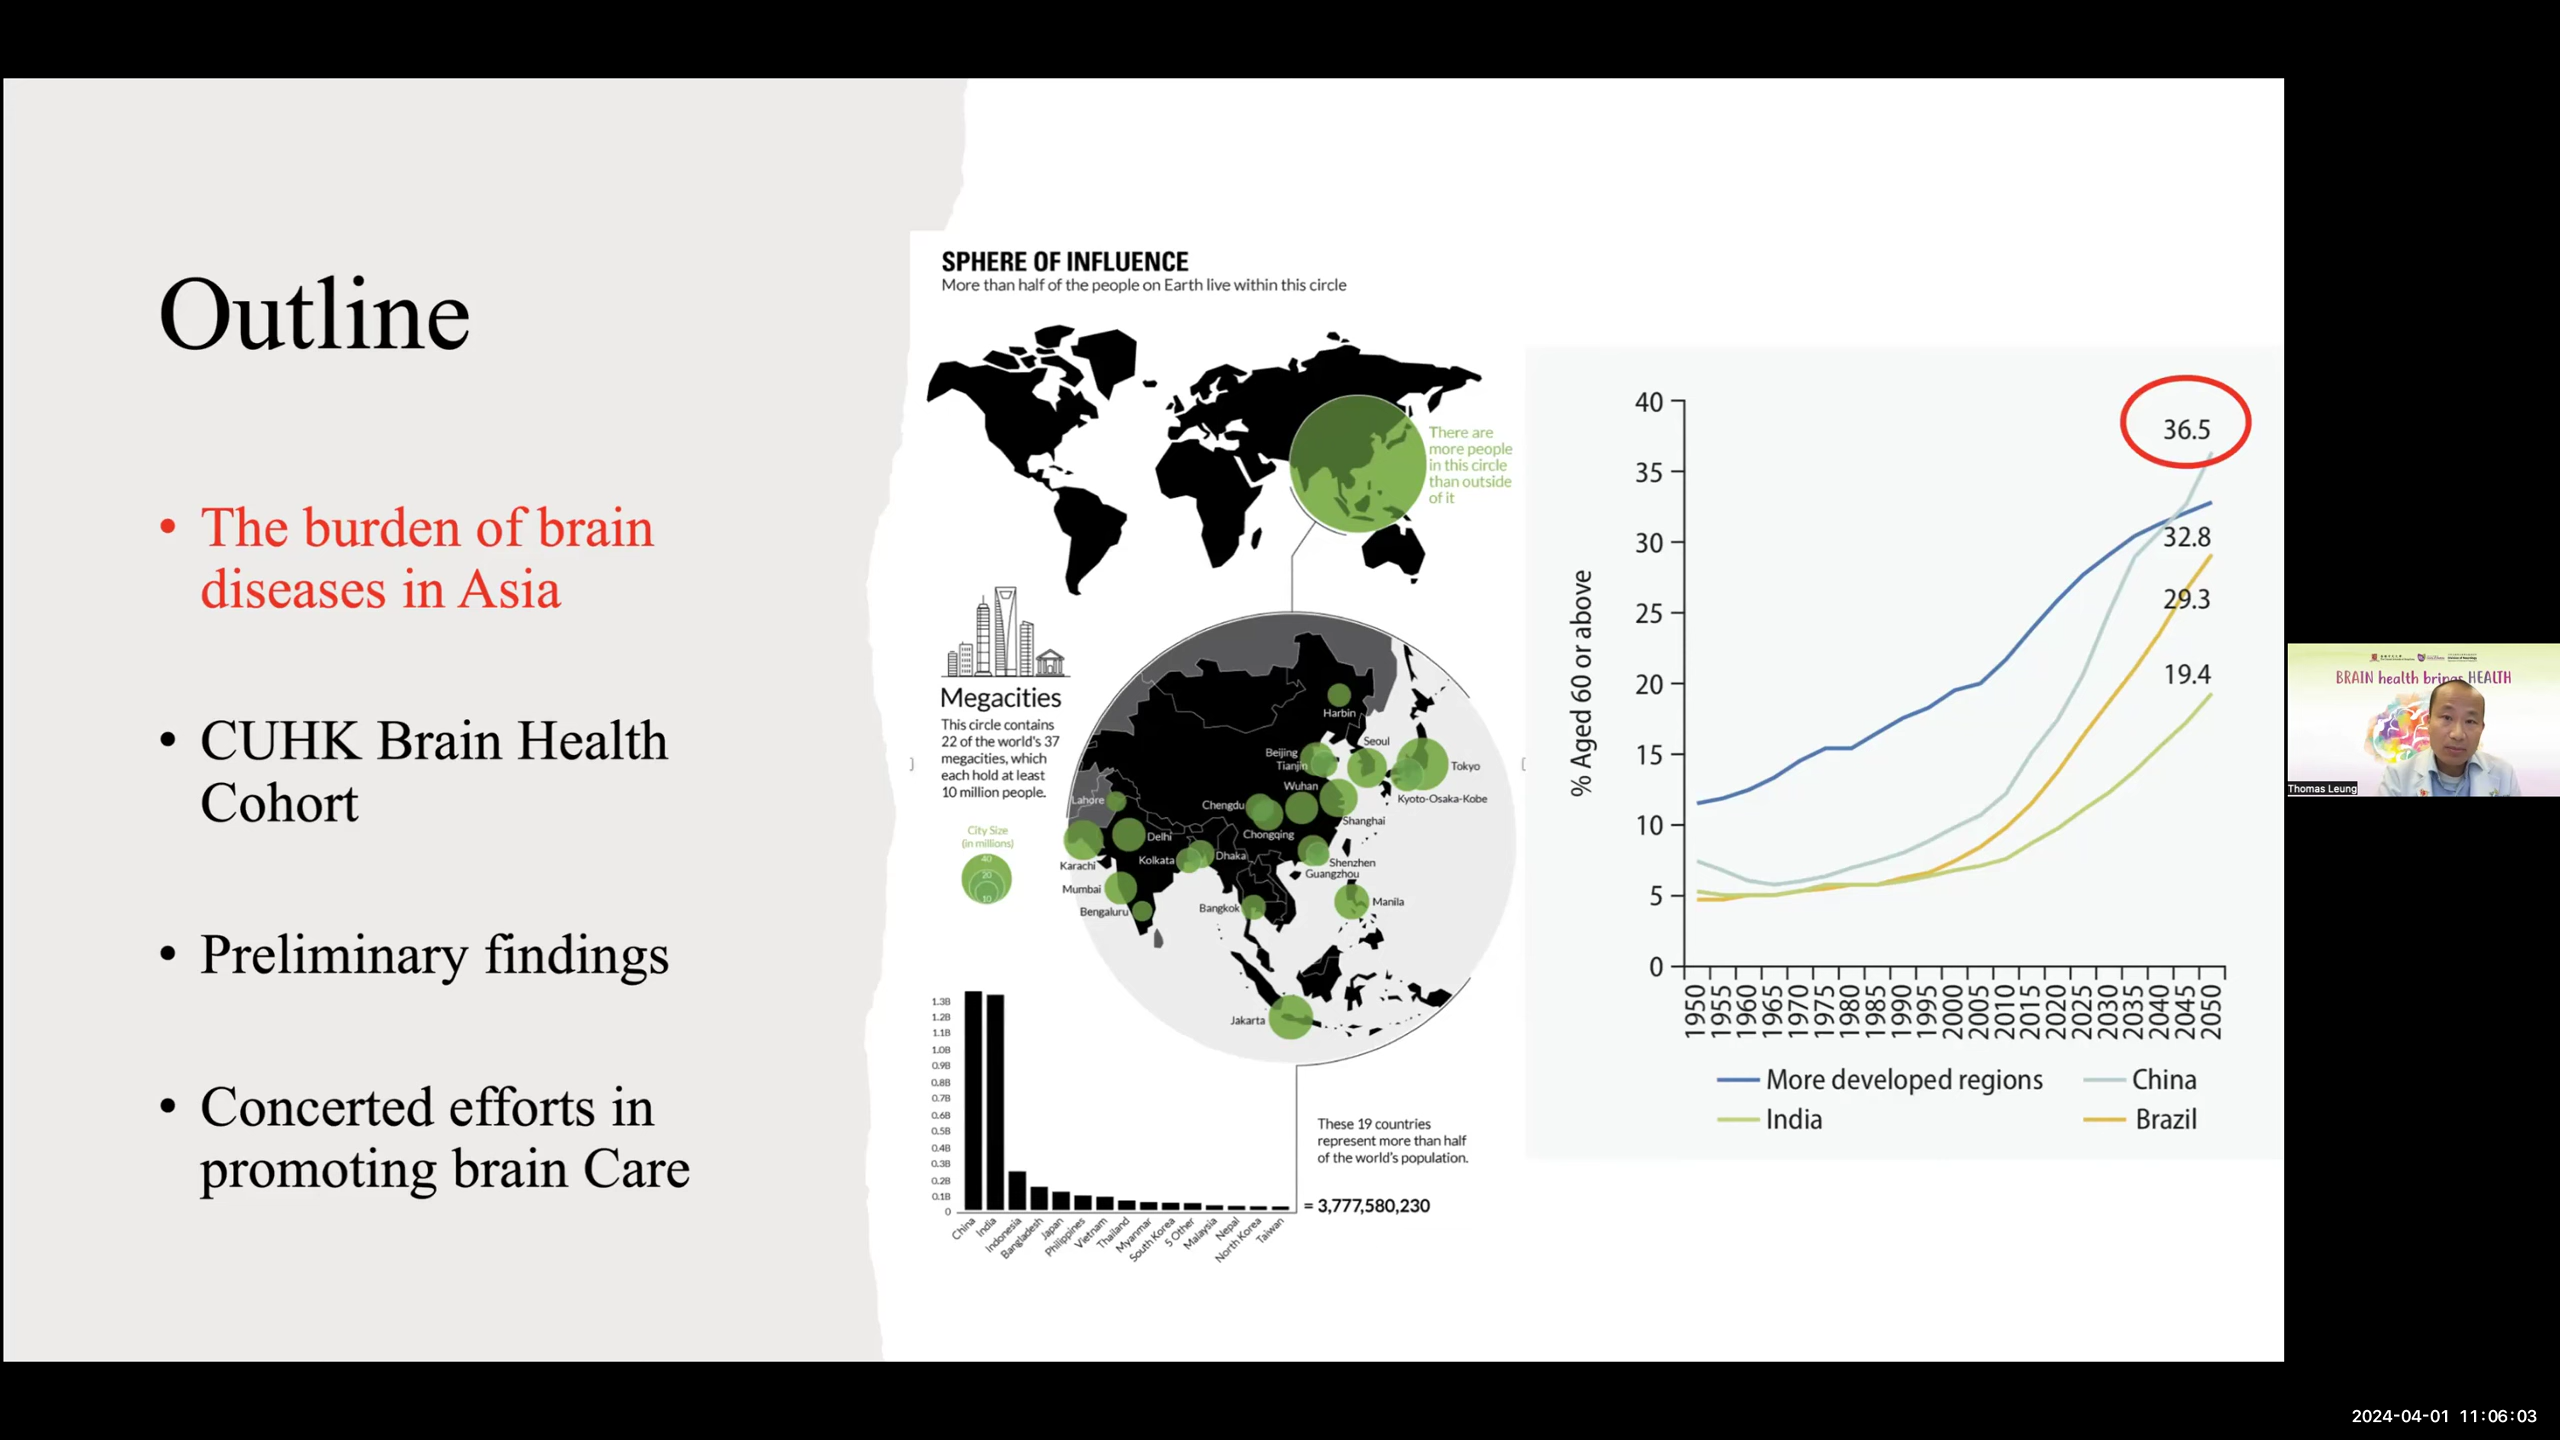 Outline
• The burden of brain
diseases in Asia
• CUHK Brain Health
Cohort
• Preliminary findings
• Concerted efforts in
promoting brain Care
SPHERE OF INFLUENCE
More than half of the people on Earth live within this circle
There are
more people
in this circle
than outside
of it
Megacities
This circle contains
22 of the world's 37
megacities, which
each hold at least
10 million people.
City Size
(in millions)
40
20
10
Harbin
Beijing
Seoul
Tianjin
Tokyo
Wuhan
Kyoto-Osaka-Kobe
Lahore
Chengdu
Shanghai
Chongqing
Delhi
Kolkata
Dhaka
Shenzhen
Karachi
Guangzhou
Mumbai
Manila
Bengaluru
Bangkok
Jakarta
1.3B
1.2B
1.1B
1.0B
0.9B
0.8B
0.7B
0.6B
0.5B
0.4B
0.3B
0.2B
0.1B
0
China
India
Indonesia
Bangladesh
Japan
Philippines
Vietnam
Thailand
Myanmar
South Korea
5 Other
Malaysia
Nepal
North Korea
Taiwan
These 19 countries
represent more than half
of the world's population.
= 3,777,580,230
% Aged 60 or above
40
35
30
25
20
15
10
5
0
36.5
32.8
29.3
19.4
1950
1955
1960
1965
1970
1975
1980
1985
1990
1995
2000
2005
2010
2015
2020
2025
2030
2035
2040
2045
2050
More developed regions
China
India
Brazil
BRAIN health brings HEALTH
Thomas Leung
2024-04-01 11:06:03